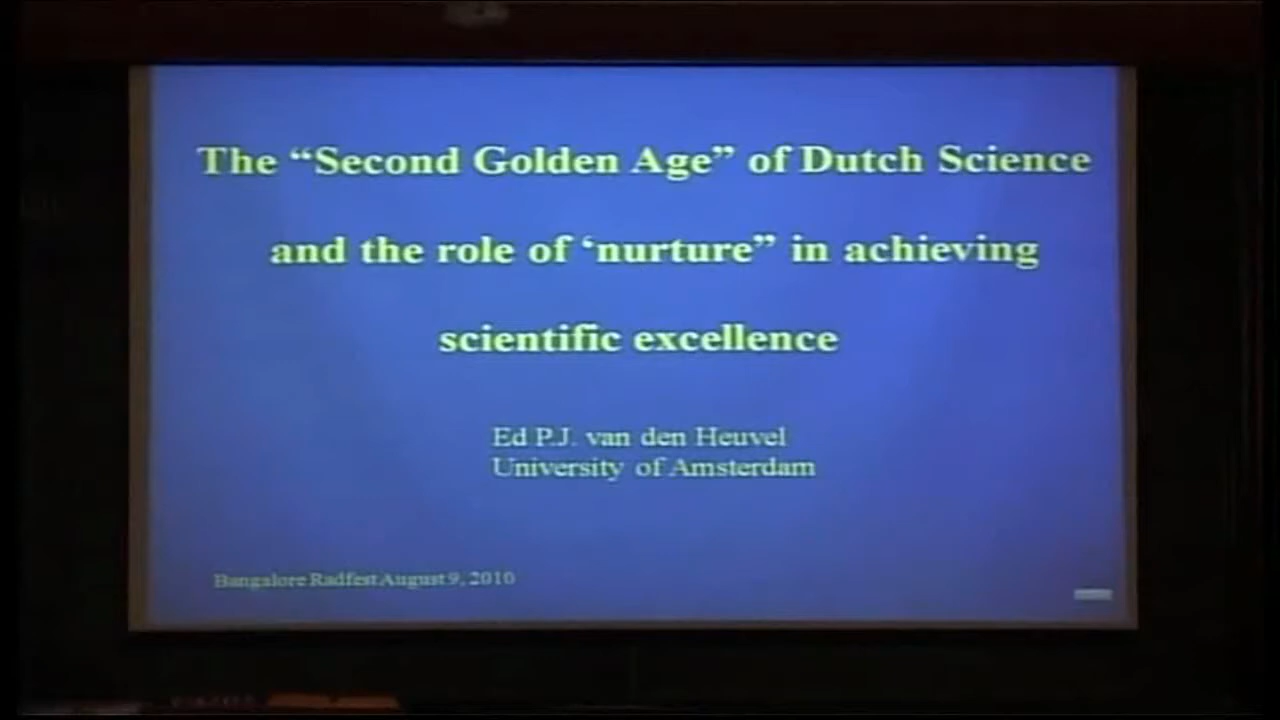 The “Second Golden Age” of Dutch Science
and the role of ‘nurture” in achieving
scientific excellence
Ed P.J. van den Heuvel
University of Amsterdam
Bangalore Radfest August 9, 2010